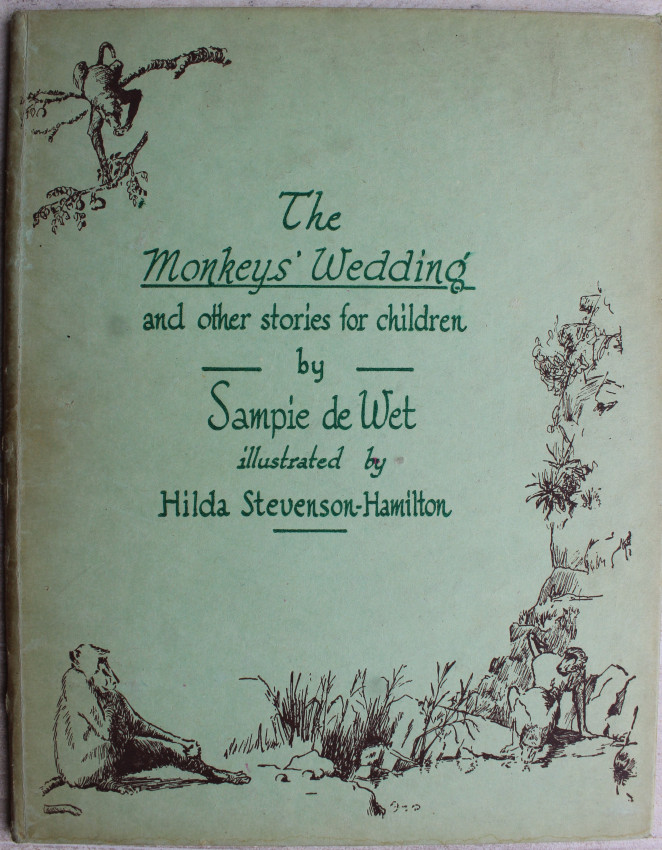 The
Monkeys' Wedding
and other stories for children
by
Sampie de Wet
illustrated by
Hilda Stevenson-Hamilton